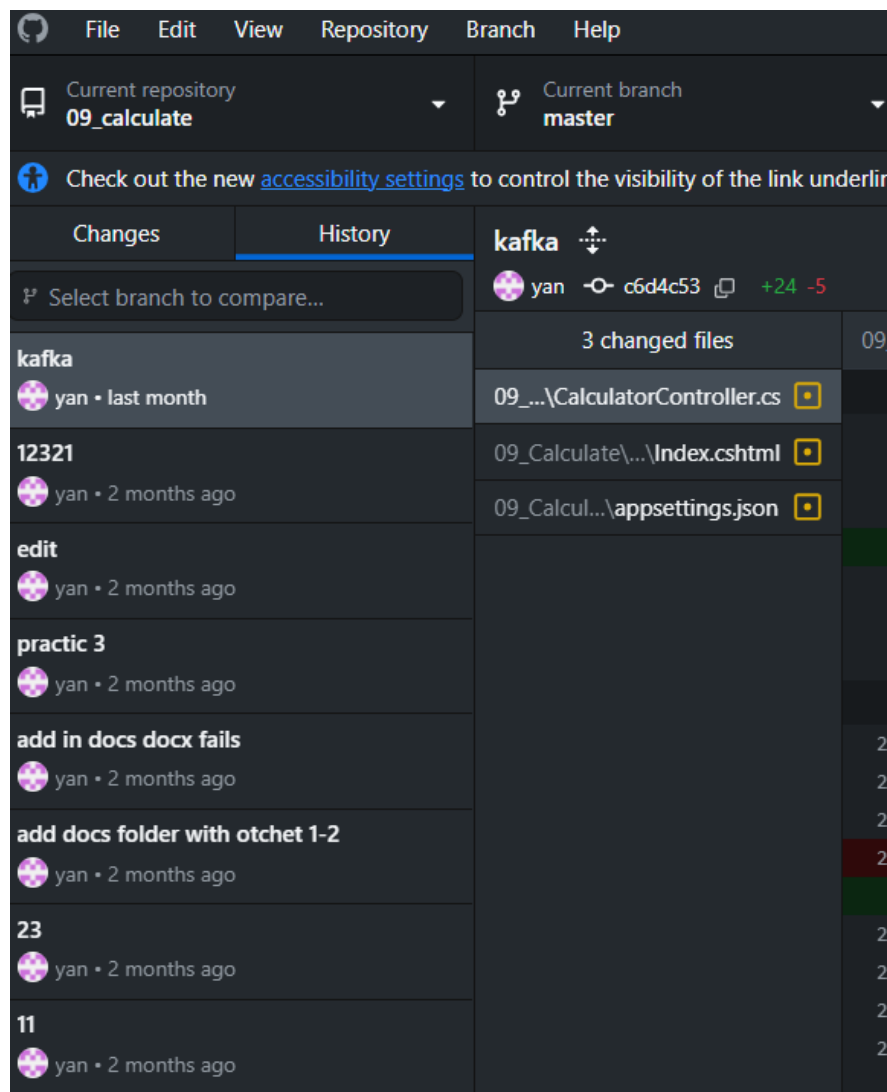 File Edit View Repository Branch Help
Current repository
09_calculate
Current branch
master
Check out the new accessibility settings to control the visibility of the link
Changes
History
Select branch to compare...
kafka
yan • last month
12321
yan • 2 months ago
edit
yan • 2 months ago
practic 3
yan • 2 months ago
add in docs docx fails
yan • 2 months ago
add docs folder with otchet 1-2
yan • 2 months ago
23
yan • 2 months ago
11
yan • 2 months ago
kafka
yan c6d4c53 +24 -5
3 changed files
09_...\CalculatorController.cs
09_Calculate\...\Index.cshtml
09_Calcul...\appsettings.json